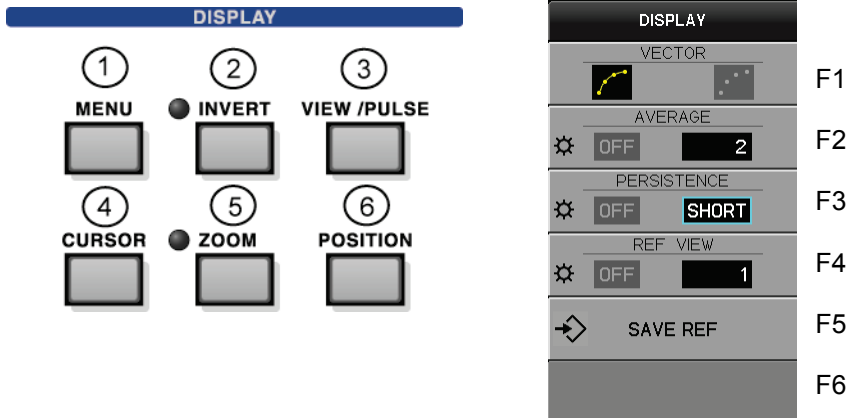 DISPLAY
1 2 3
MENU INVERT VIEW /PULSE
4 5 6
CURSOR ZOOM POSITION
DISPLAY
VECTOR
F1
AVERAGE
OFF 2 F2
PERSISTENCE
OFF SHORT F3
REF VIEW
OFF 1 F4
SAVE REF F5
F6